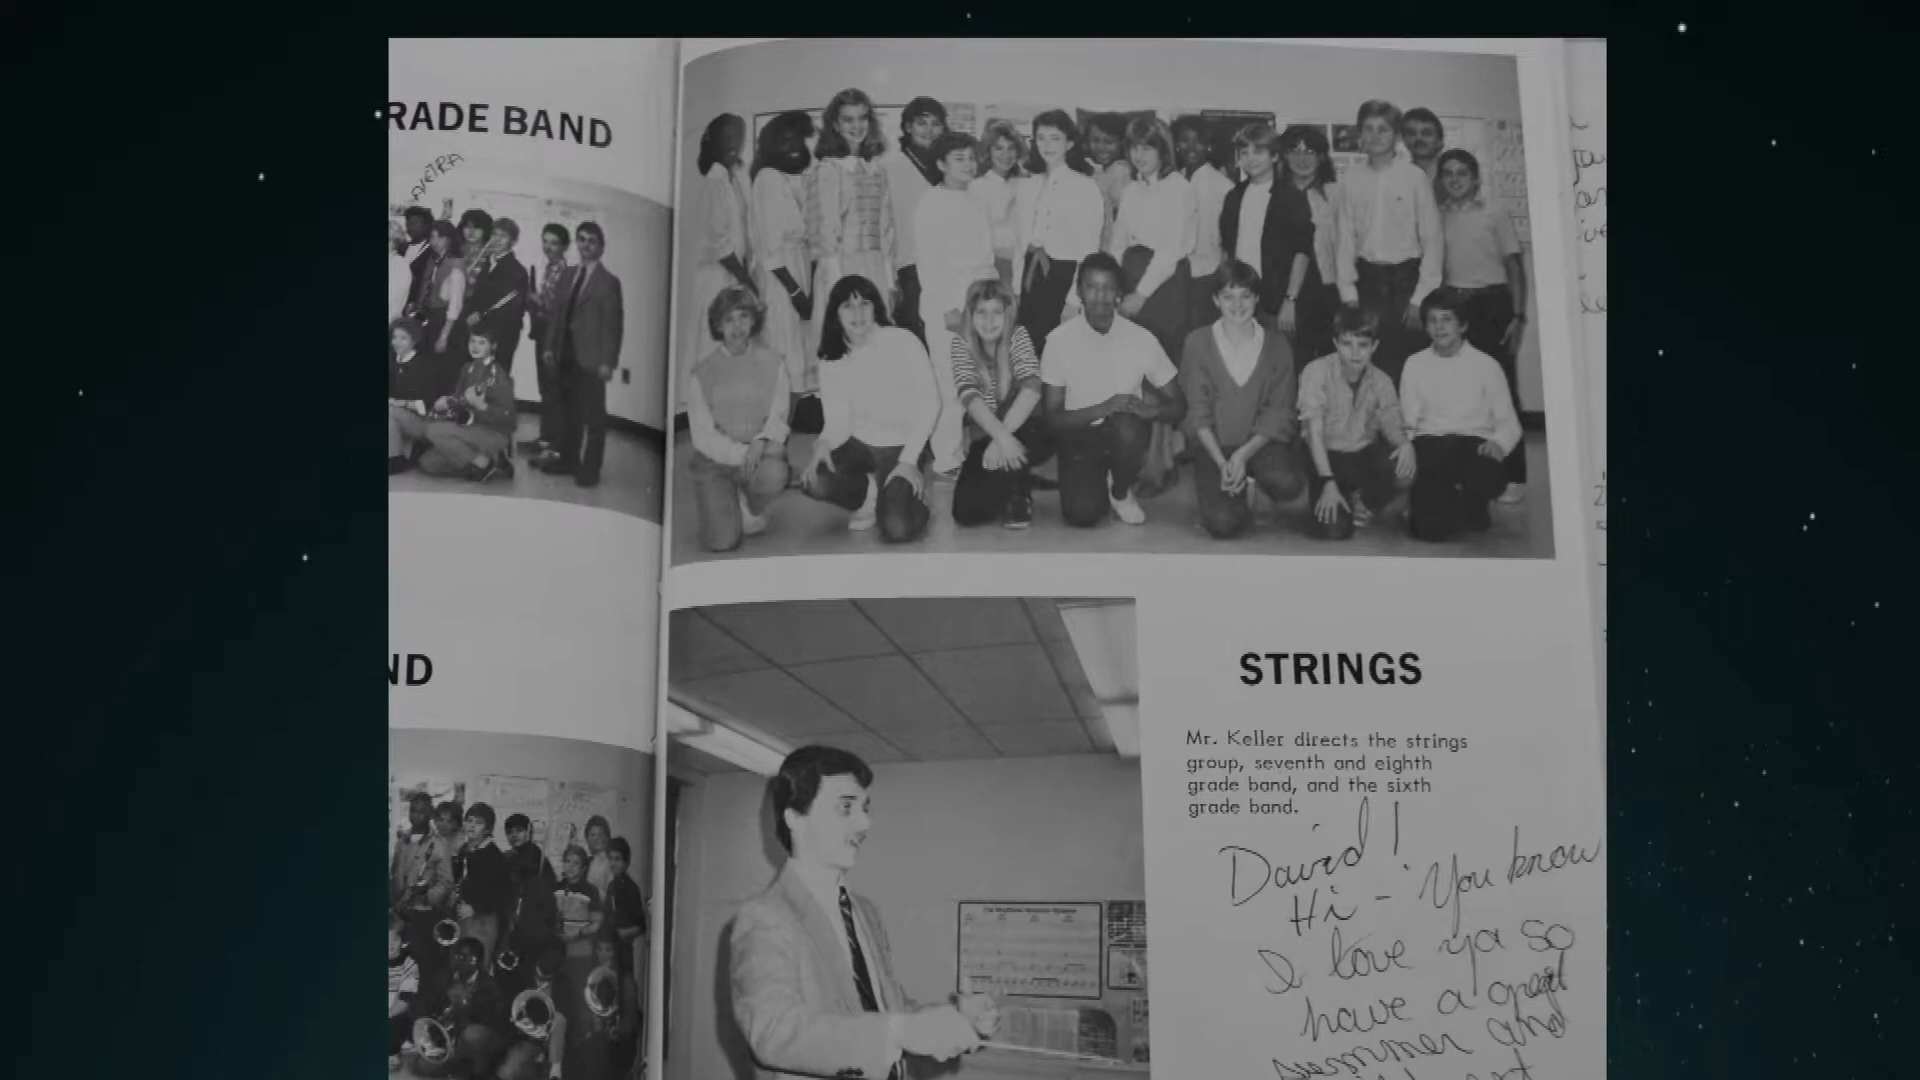 RADE BAND
ND
STRINGS
Mr. Keller directs the strings
group, seventh and eighth
grade band, and the sixth
grade band.
David!
Hi - You know
I love ya so
have a great
summer and